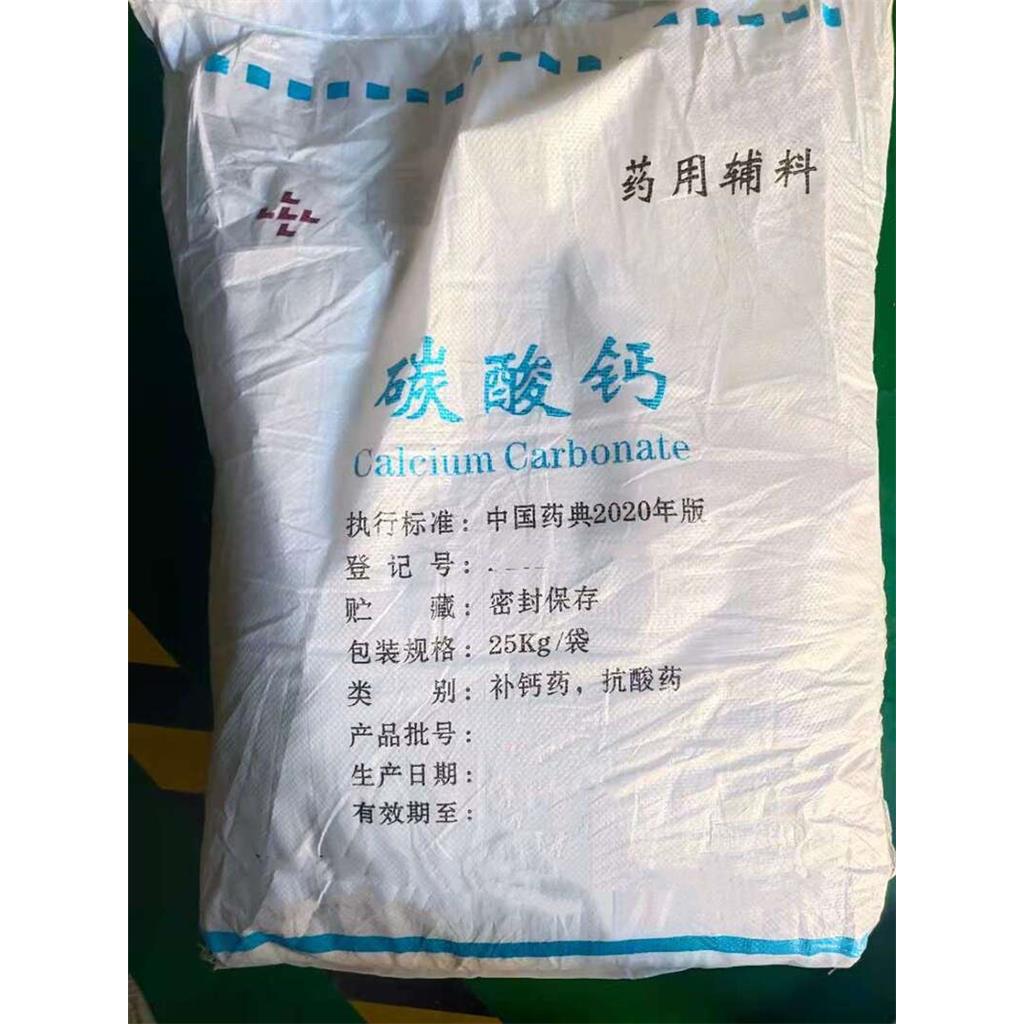 药用辅料
碳酸钙
Calcium Carbonate
执行标准：中国药典2020年版
登记号：
贮藏：密封保存
包装规格：25Kg/袋
类别：补钙药，抗酸药
产品批号：
生产日期：
有效期至：